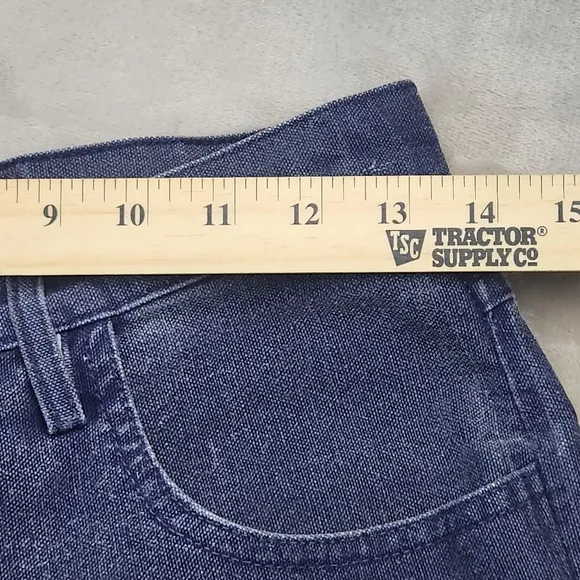 9 10 11 12 13 14 15
TSC TRACTOR®
SUPPLY CO